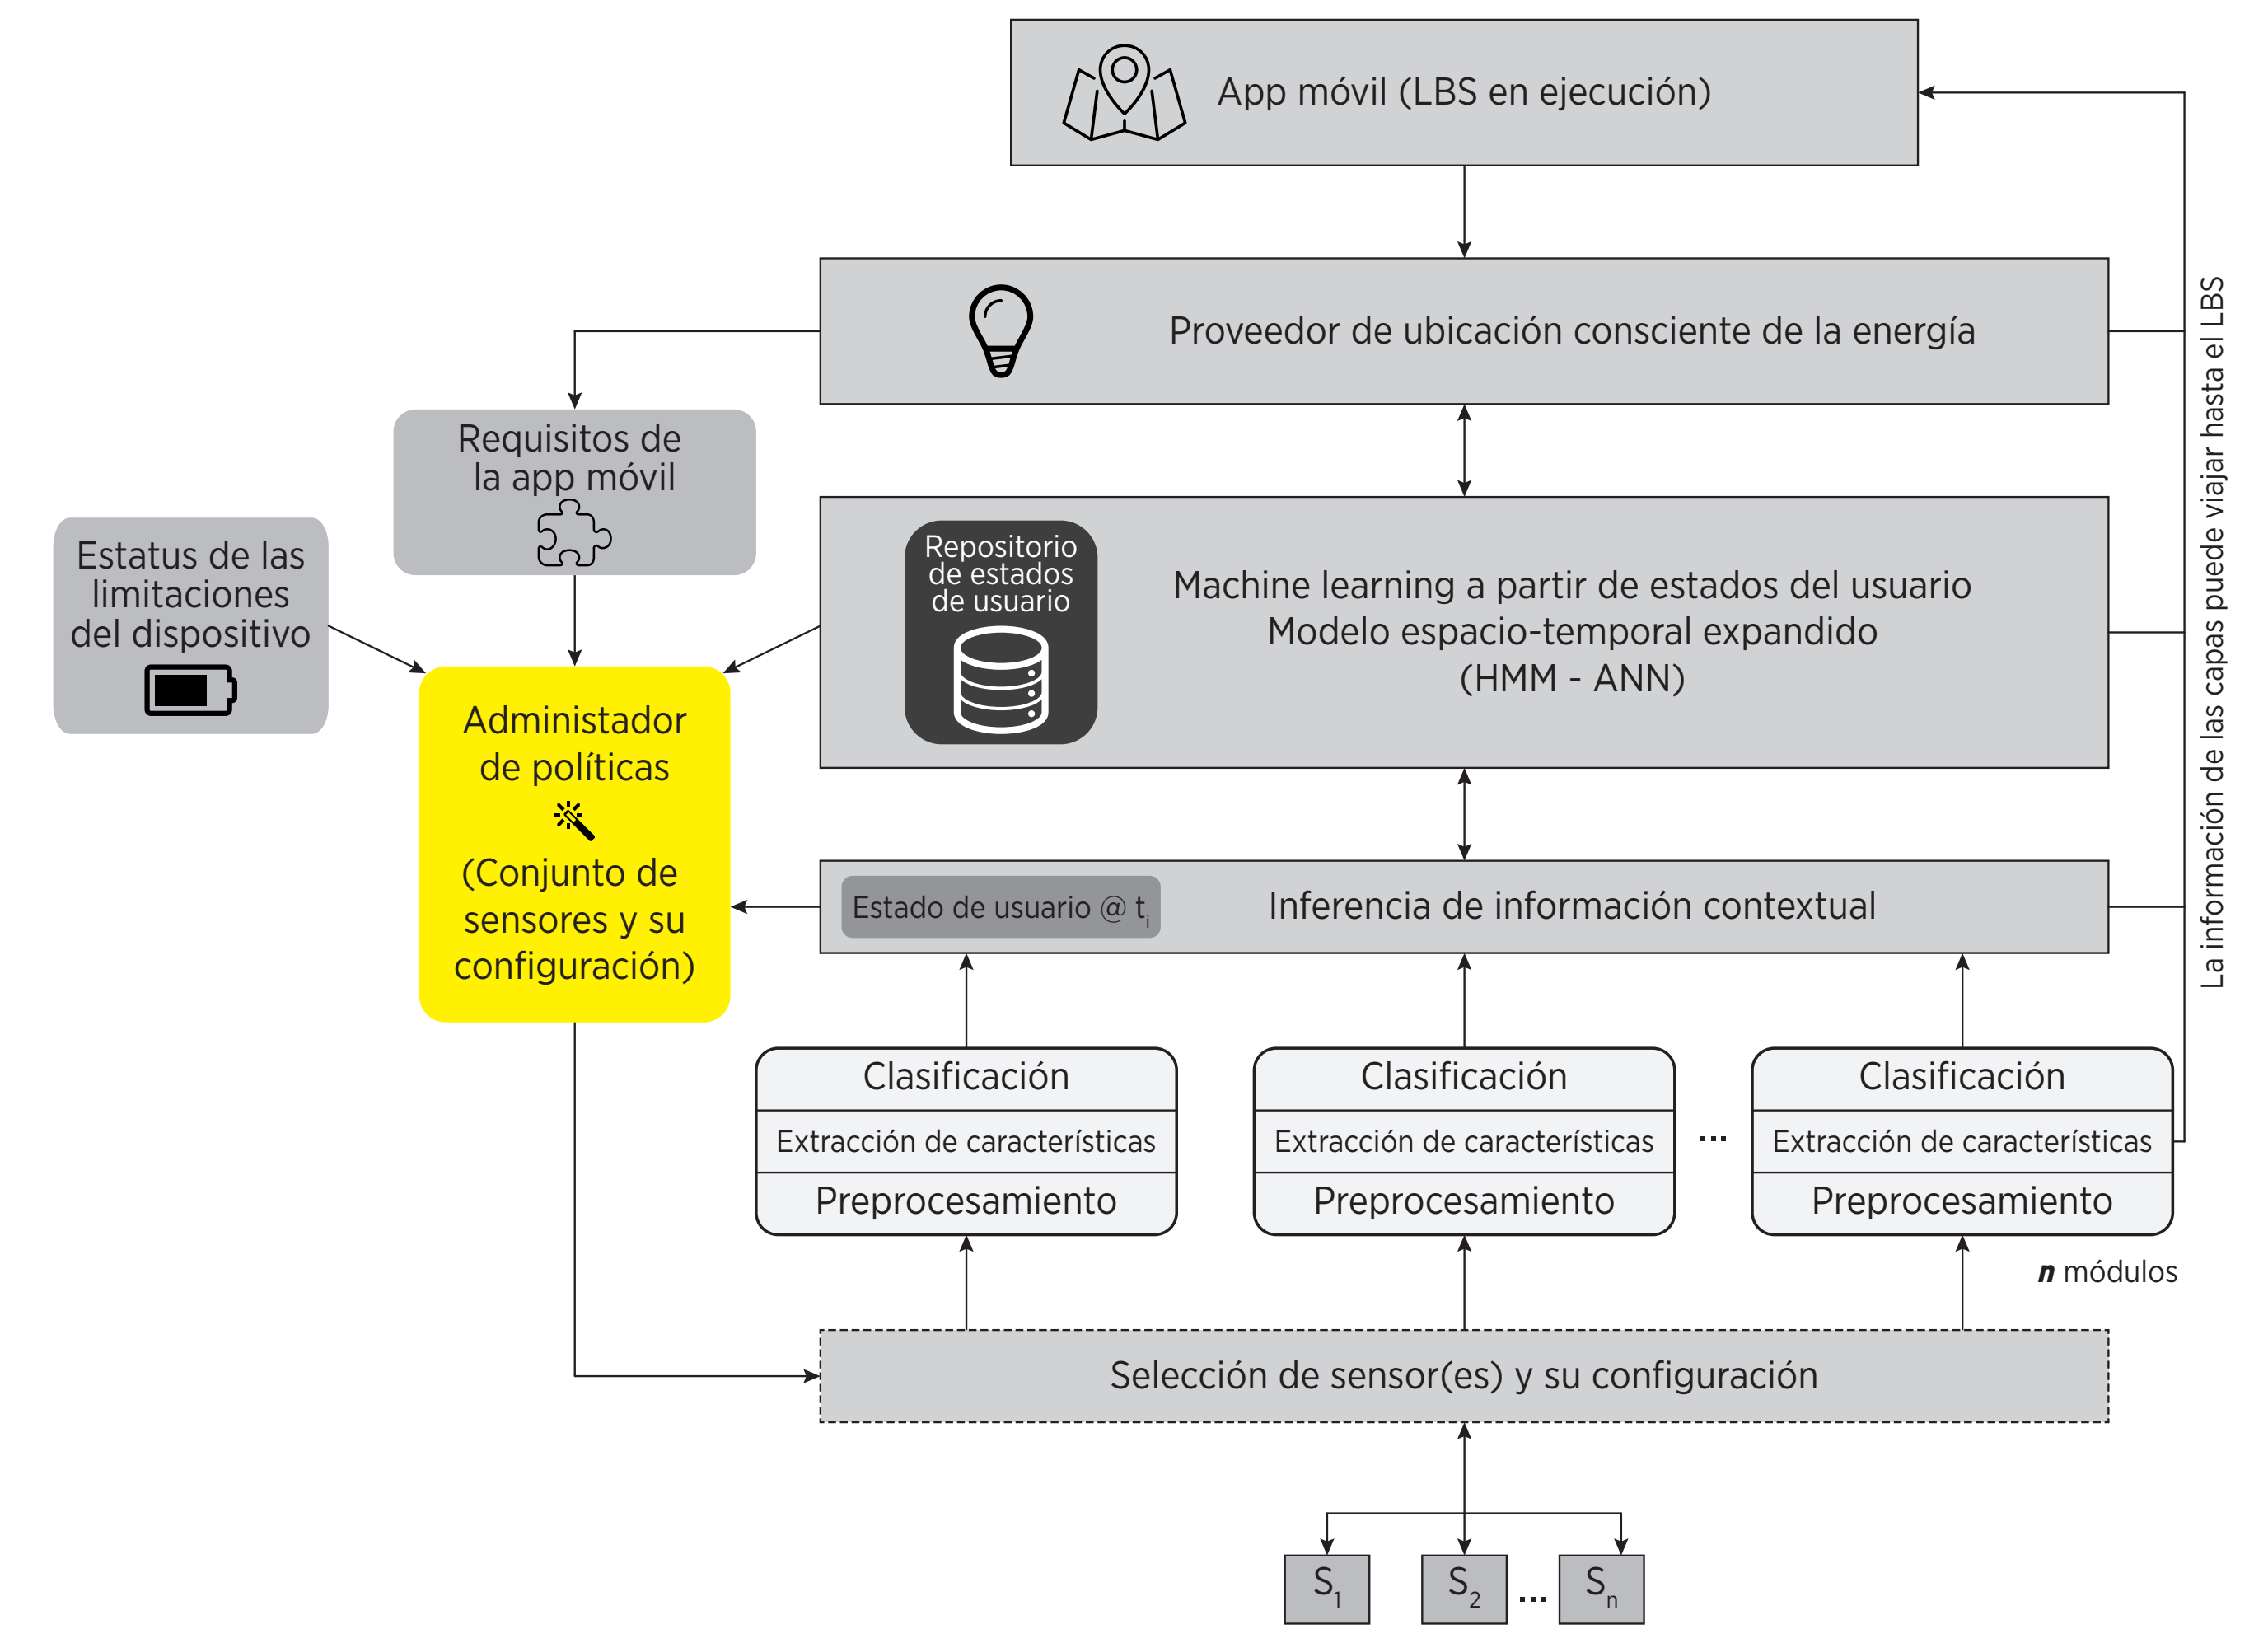 App móvil (LBS en ejecución)
Proveedor de ubicación consciente de la energía
Requisitos de
la app móvil
Estatus de las
limitaciones
del dispositivo
Repositorio
de estados
de usuario
Machine learning a partir de estados del usuario
Modelo espacio-temporal expandido
(HMM - ANN)
Administador
de políticas
(Conjunto de
sensores y su
configuración)
Estado de usuario @ ti
Inferencia de información contextual
La información de las capas puede viajar hasta el LBS
Clasificación
Extracción de características
Preprocesamiento
Clasificación
Extracción de características
Preprocesamiento
...
Clasificación
Extracción de características
Preprocesamiento
n módulos
Selección de sensor(es) y su configuración
S1
S2
...
Sn